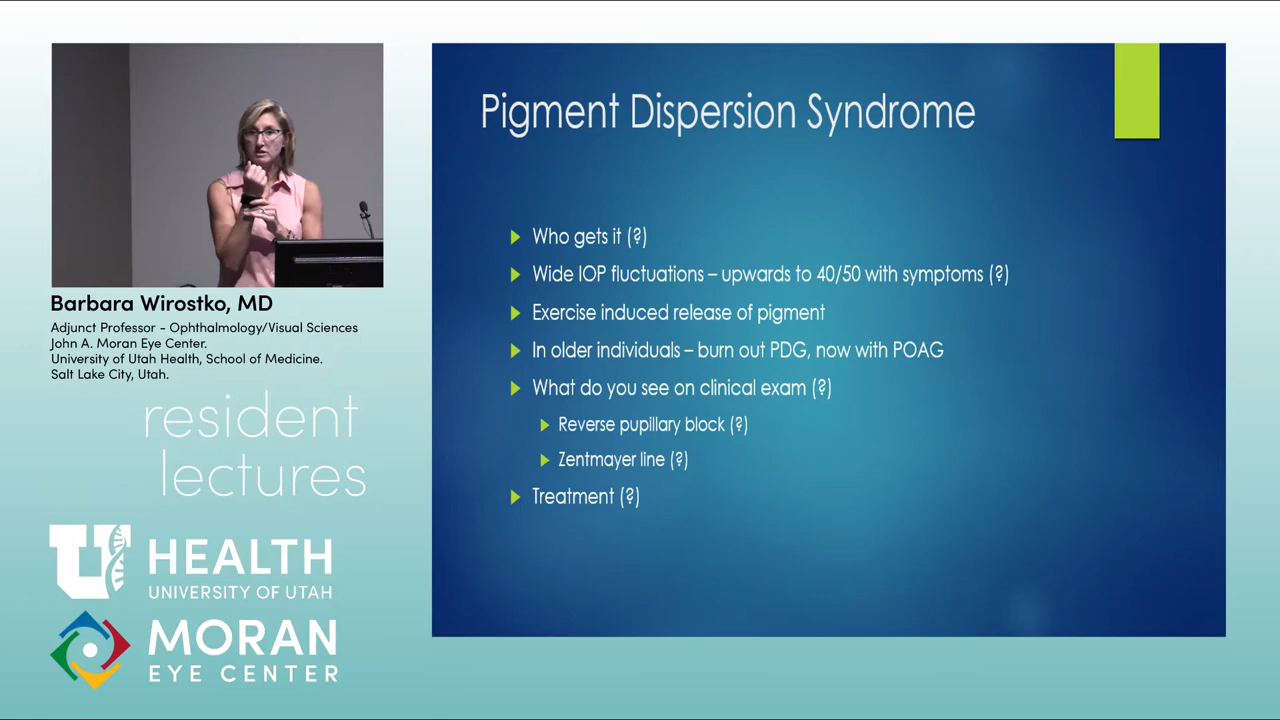 Barbara Wirostko, MD
Adjunct Professor - Ophthalmology/Visual Sciences
John A. Moran Eye Center.
University of Utah Health, School of Medicine.
Salt Lake City, Utah.
resident
lectures
U HEALTH
UNIVERSITY OF UTAH
MORAN
EYE CENTER
Pigment Dispersion Syndrome
Who gets it (?)
Wide IOP fluctuations – upwards to 40/50 with symptoms (?)
Exercise induced release of pigment
In older individuals – burn out PDG, now with POAG
What do you see on clinical exam (?)
Reverse pupillary block (?)
Zentmayer line (?)
Treatment (?)